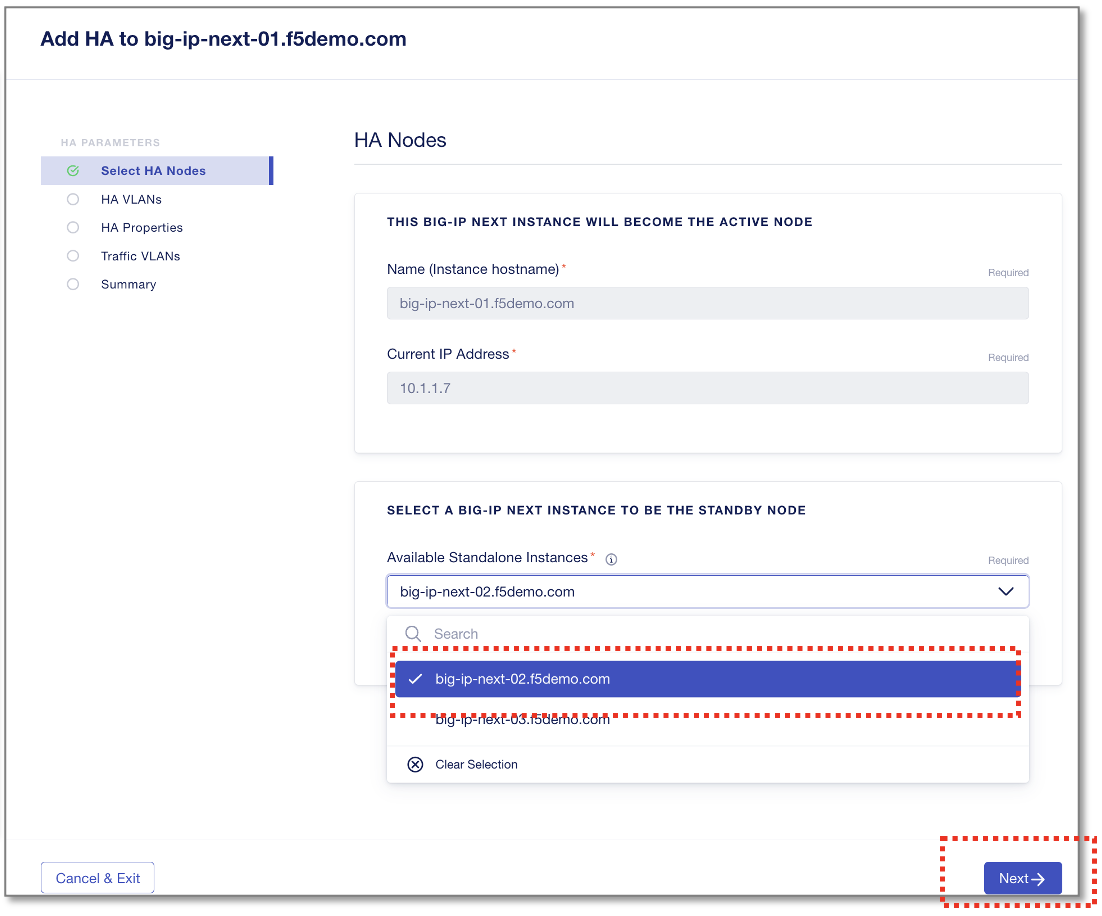 Add HA to big-ip-next-01.f5demo.com
HA PARAMETERS
Select HA Nodes
HA VLANs
HA Properties
Traffic VLANs
Summary
HA Nodes
THIS BIG-IP NEXT INSTANCE WILL BECOME THE ACTIVE NODE
Name (Instance hostname)*
Required
big-ip-next-01.f5demo.com
Current IP Address*
Required
10.1.1.7
SELECT A BIG-IP NEXT INSTANCE TO BE THE STANDBY NODE
Available Standalone Instances*
Required
big-ip-next-02.f5demo.com
Search
big-ip-next-02.f5demo.com
big-ip-next-03.f5demo.com
Clear Selection
Cancel & Exit
Next